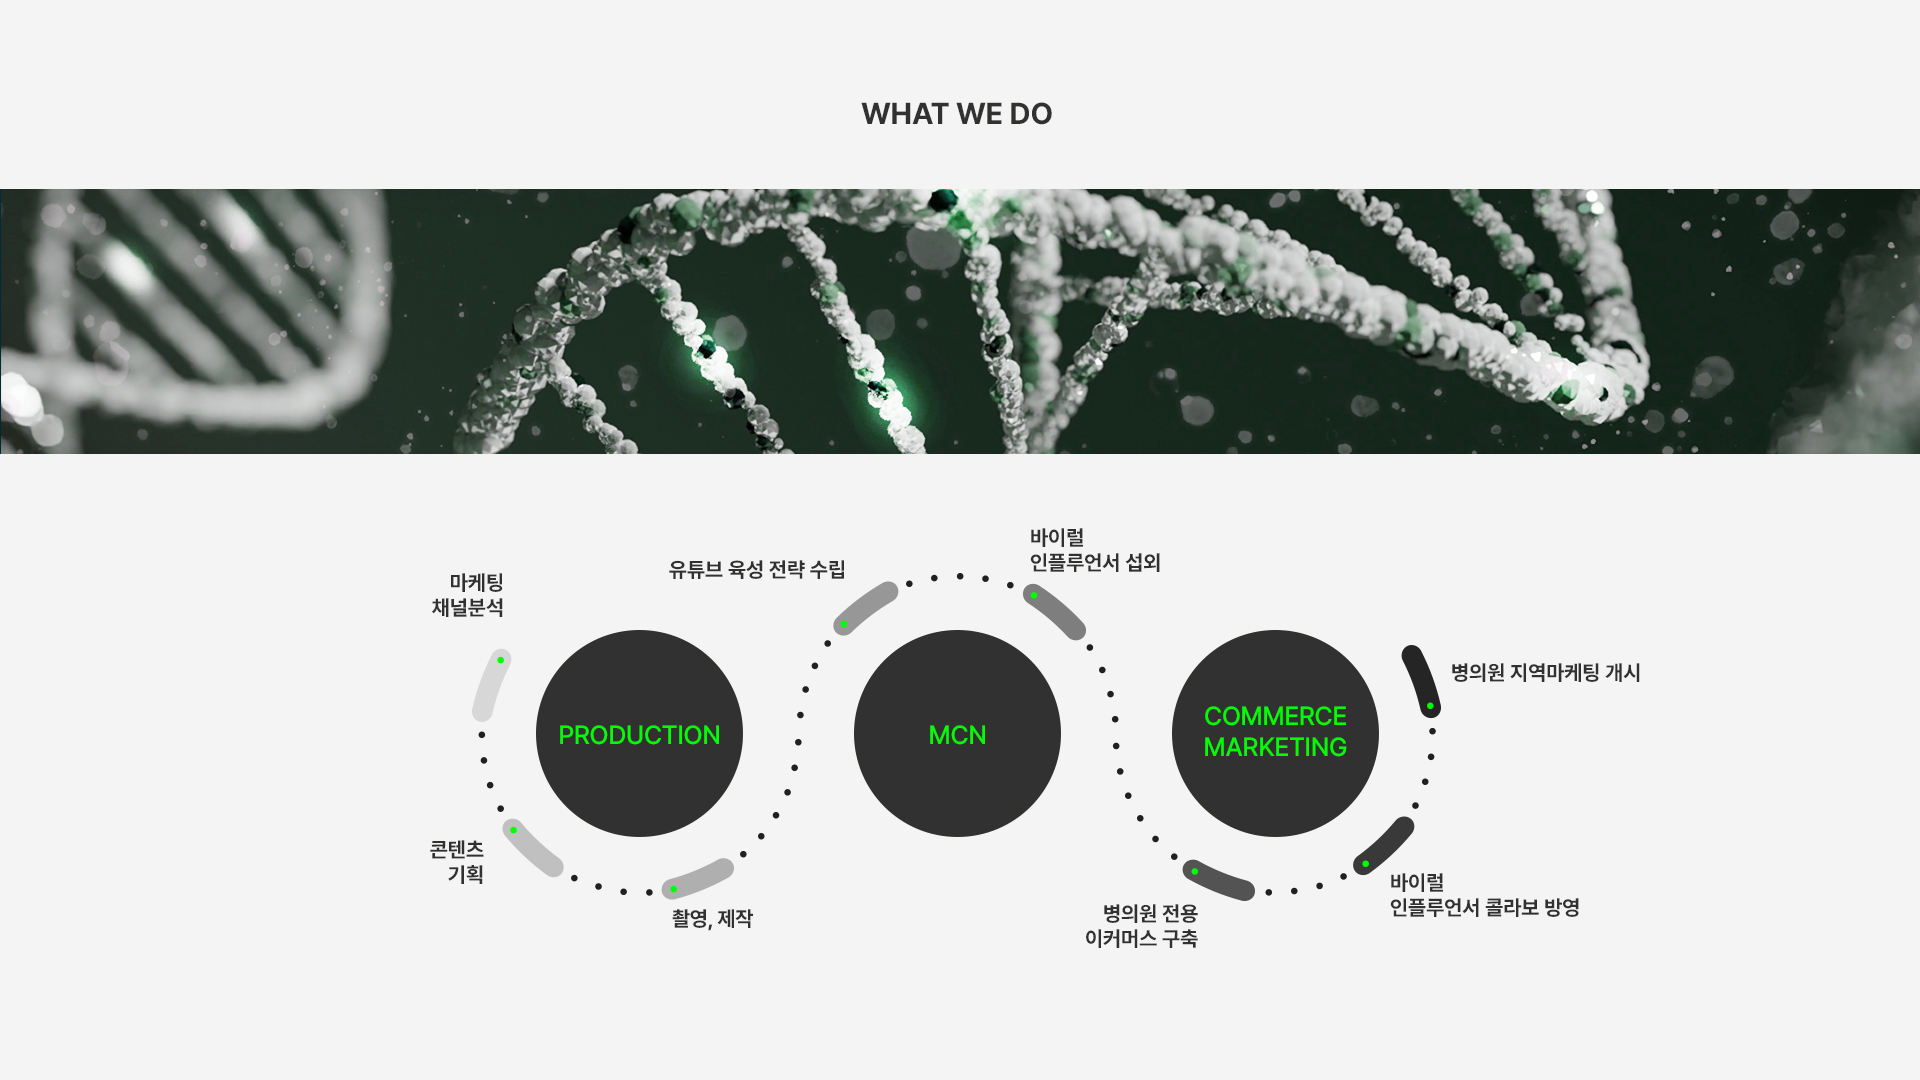 WHAT WE DO
마케팅
채널분석
콘텐츠
기획
촬영, 제작
PRODUCTION
유튜브 육성 전략 수립
바이럴
인플루언서 섭외
MCN
병의원 전용
이커머스 구축
바이럴
인플루언서 콜라보 방영
병의원 지역마케팅 개시
COMMERCE
MARKETING